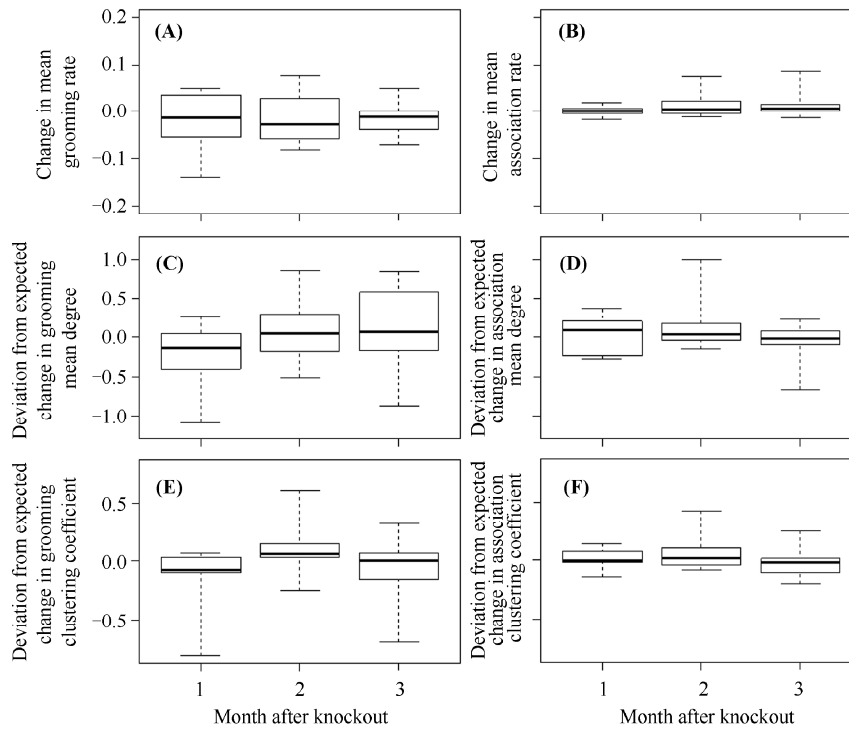 (A)
Change in mean
grooming rate
0.2
0.1
0.0
−0.1
−0.2
(B)
Change in mean
association rate
(C)
Deviation from expected
change in grooming
mean degree
1.0
0.5
0.0
−0.5
−1.0
(D)
Deviation from expected
change in association
mean degree
(E)
Deviation from expected
change in grooming
clustering coefficient
0.5
0.0
−0.5
(F)
Deviation from expected
change in association
clustering coefficient
1 2 3
Month after knockout
1 2 3
Month after knockout